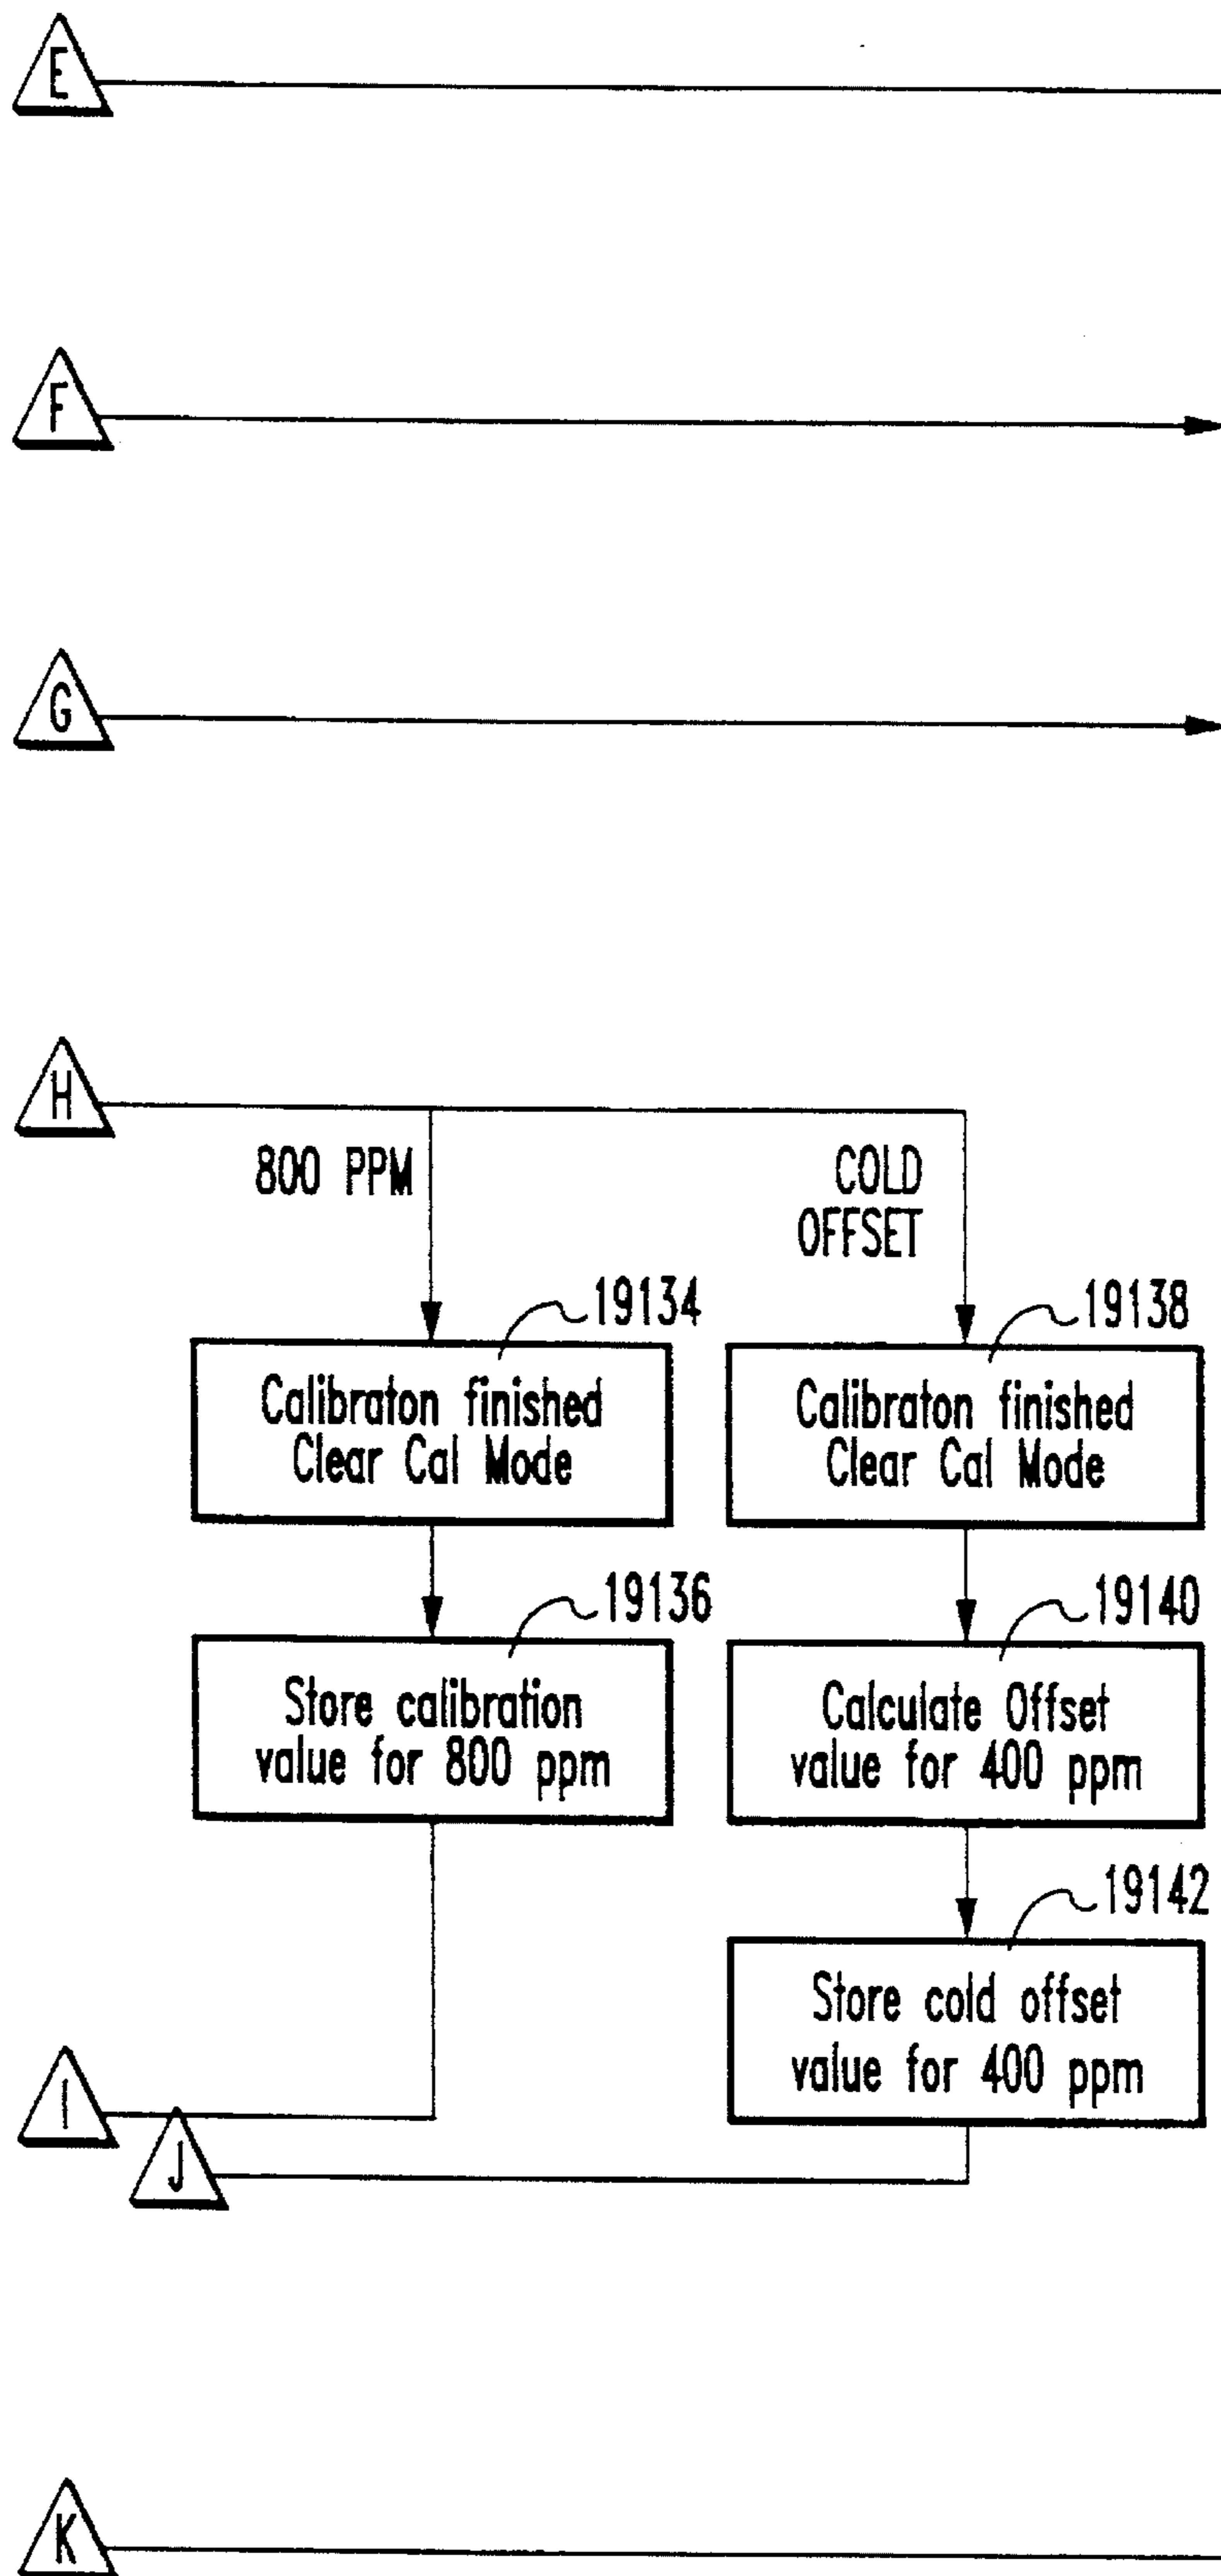 E
F
G
H
800 PPM
COLD
OFFSET
19134
19138
Calibraton finished
Clear Cal Mode
Calibraton finished
Clear Cal Mode
19136
19140
Store calibration
value for 800 ppm
Calculate Offset
value for 400 ppm
19142
Store cold offset
value for 400 ppm
I
J
K